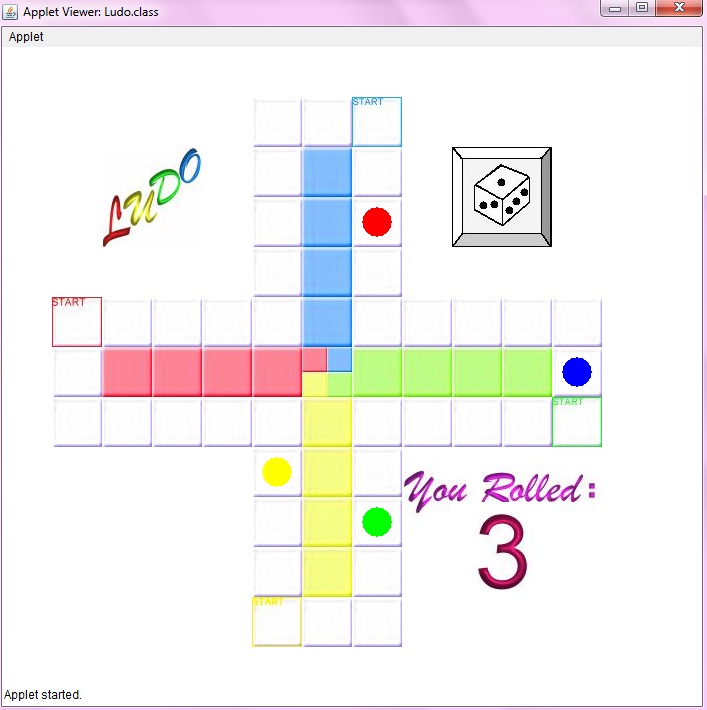 Applet Viewer: Ludo.class
Applet
START
LUDO
START
START
You Rolled:
3
START
Applet started.